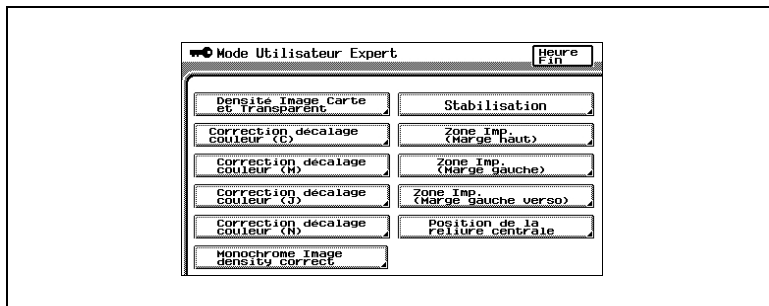 Mode Utilisateur Expert
Heure
Fin
Densité Image Carte
et Transparent
Correction décalage
couleur (C)
Correction décalage
couleur (M)
Correction décalage
couleur (J)
Correction décalage
couleur (N)
Monochrome Image
density correct
Stabilisation
Zone Imp.
(Marge haut)
Zone Imp.
(Marge gauche)
Zone Imp.
(Marge gauche verso)
Position de la
reliure centrale